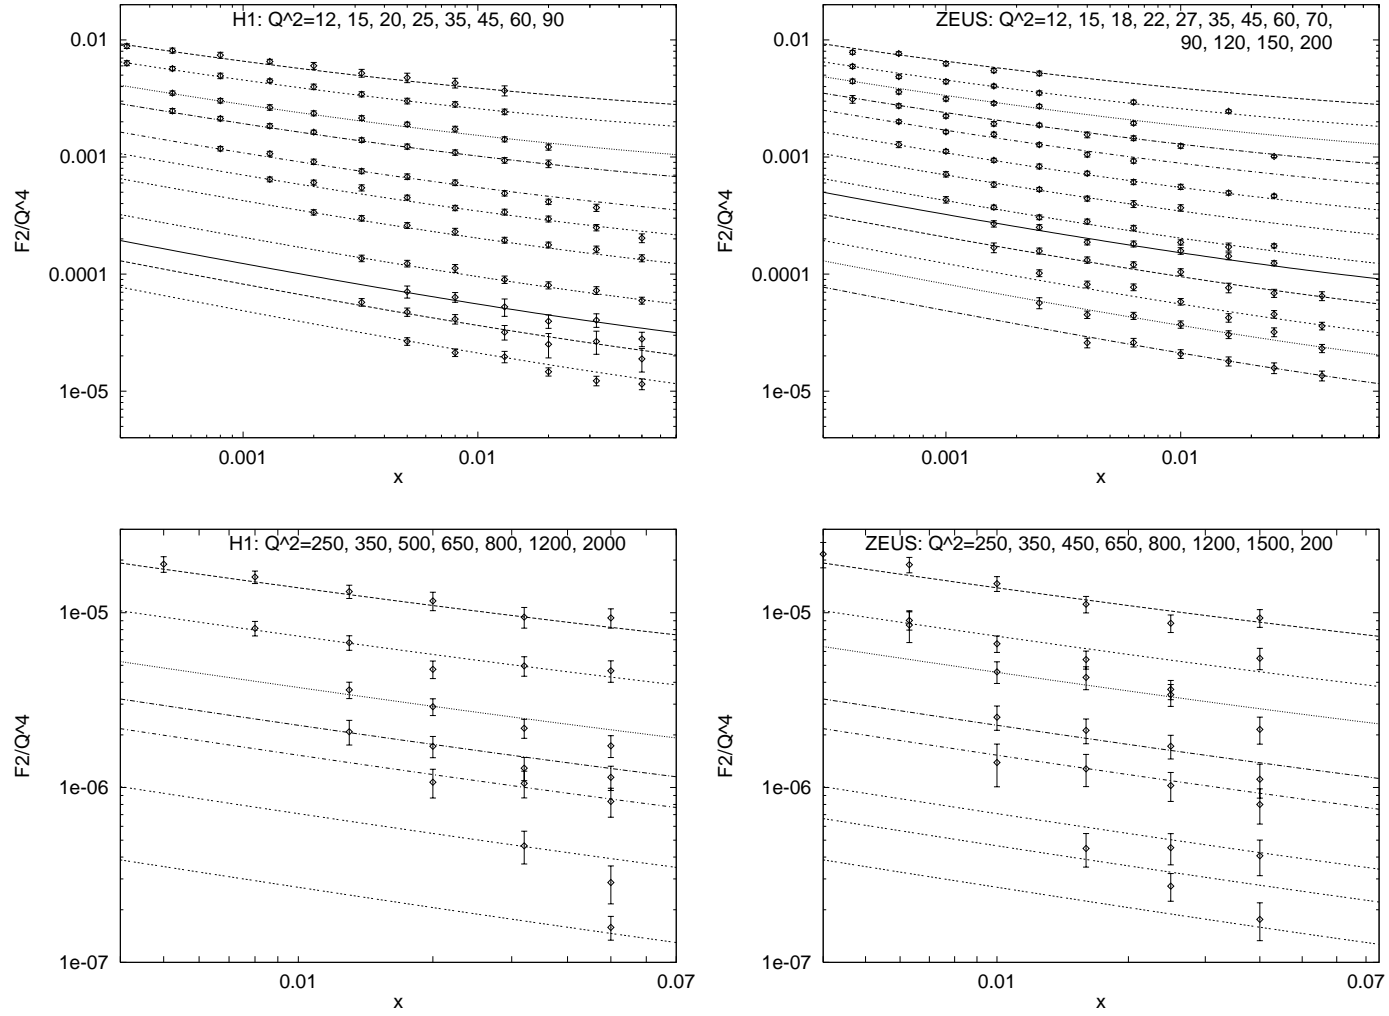 H1: Q^2=12, 15, 20, 25, 35, 45, 60, 90
0.01
0.001
0.0001
1e-05
F2/Q^4
0.001
0.01
x
ZEUS: Q^2=12, 15, 18, 22, 27, 35, 45, 60, 70,
90, 120, 150, 200
0.01
0.001
0.0001
1e-05
F2/Q^4
0.001
0.01
x
H1: Q^2=250, 350, 500, 650, 800, 1200, 2000
1e-05
1e-06
1e-07
F2/Q^4
0.01
0.07
x
ZEUS: Q^2=250, 350, 450, 650, 800, 1200, 1500, 200
1e-05
1e-06
1e-07
F2/Q^4
0.01
0.07
x